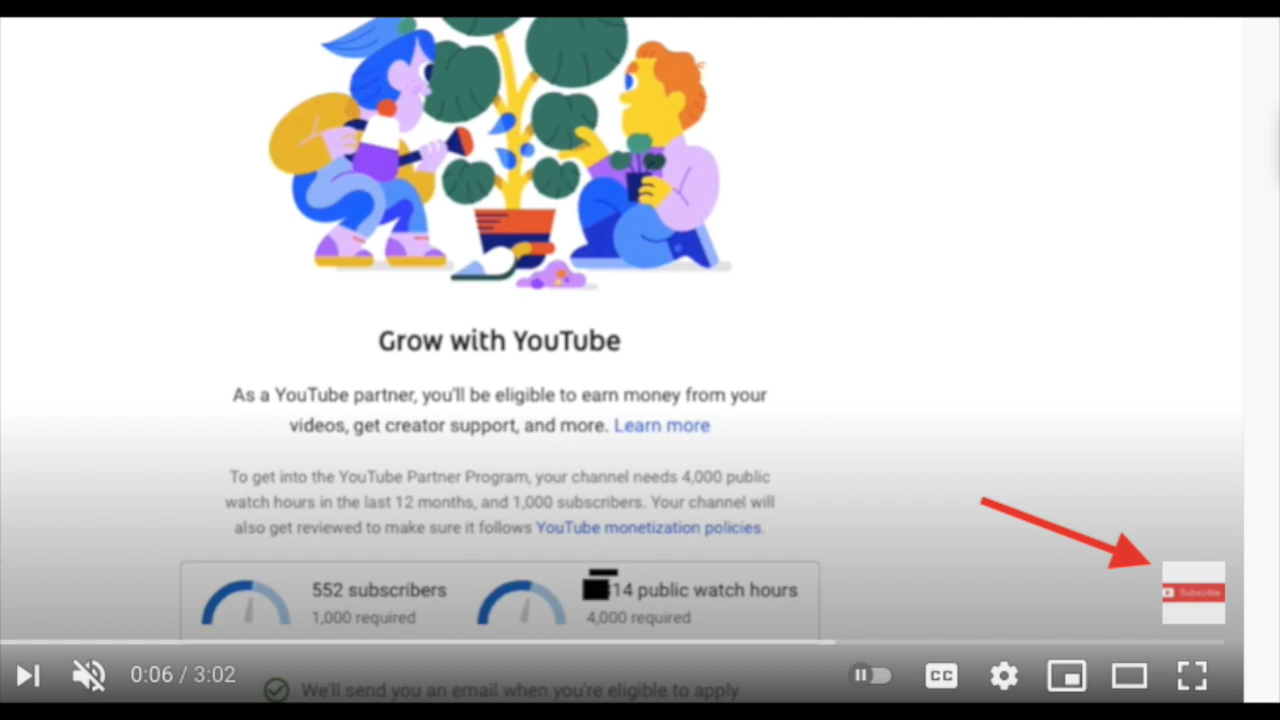 Grow with YouTube
As a YouTube partner, you'll be eligible to earn money from your
videos, get creator support, and more. Learn more
To get into the YouTube Partner Program, your channel needs 4,000 public
watch hours in the last 12 months, and 1,000 subscribers. Your channel will
also get reviewed to make sure it follows YouTube monetization policies.
552 subscribers
1,000 required
14 public watch hours
4,000 required
Subscribe
0:06 / 3:02
CC
We'll send you an email when you're eligible to apply